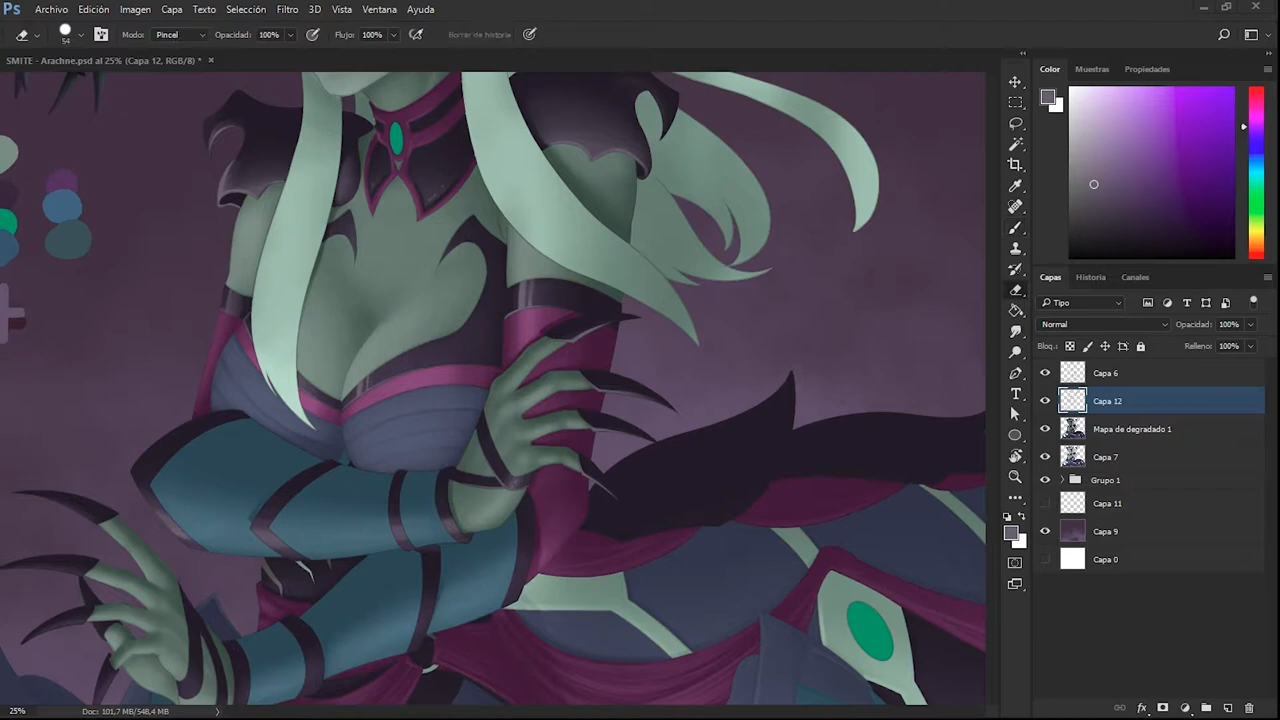 Ps Archivo Edición Imagen Capa Texto Selección Filtro 3D Vista Ventana Ayuda
54 Modo: Pincel Opacidad: 100% Flujo: 100% Borrar de historia
SMITE - Arachne.psd al 25% (Capa 12, RGB/8) * ×
Color Muestras Propiedades
Capas Historia Canales
Tipo
Normal Opacidad: 100%
Bloq.: Relleno: 100%
Capa 6
Capa 12
Mapa de degradado 1
Capa 7
Grupo 1
Capa 11
Capa 9
Capa 0
25% Doc: 101,7 MB/548,4 MB